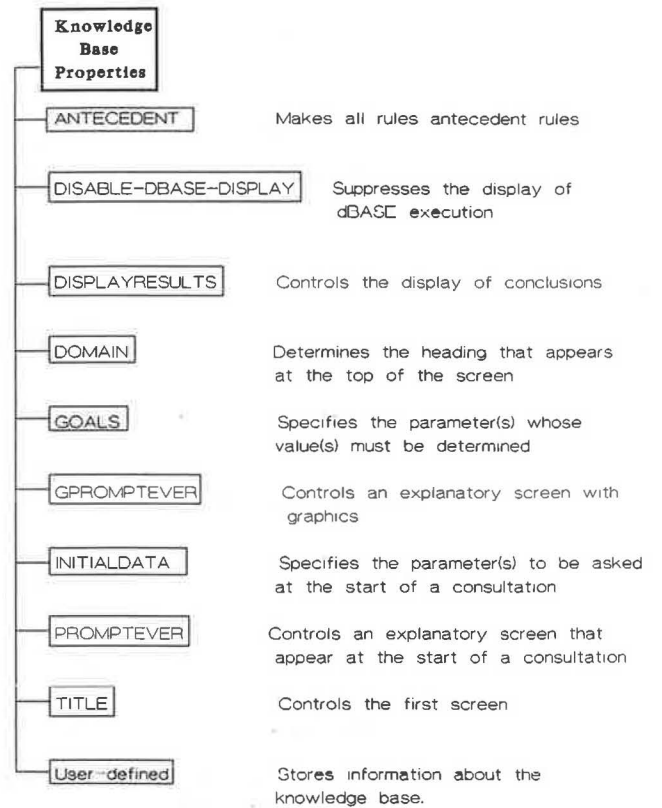 Knowledge
Base
Properties
ANTECEDENT Makes all rules antecedent rules
DISABLE-DBASE-DISPLAY Suppresses the display of
dBASE execution
DISPLAYRESULTS Controls the display of conclusions
DOMAIN Determines the heading that appears
at the top of the screen
GOALS Specifies the parameter(s) whose
value(s) must be determined
GPROMPTEVER Controls an explanatory screen with
graphics
INITIALDATA Specifies the parameter(s) to be asked
at the start of a consultation
PROMPTEVER Controls an explanatory screen that
appear at the start of a consultation
TITLE Controls the first screen
User-defined Stores information about the
knowledge base.